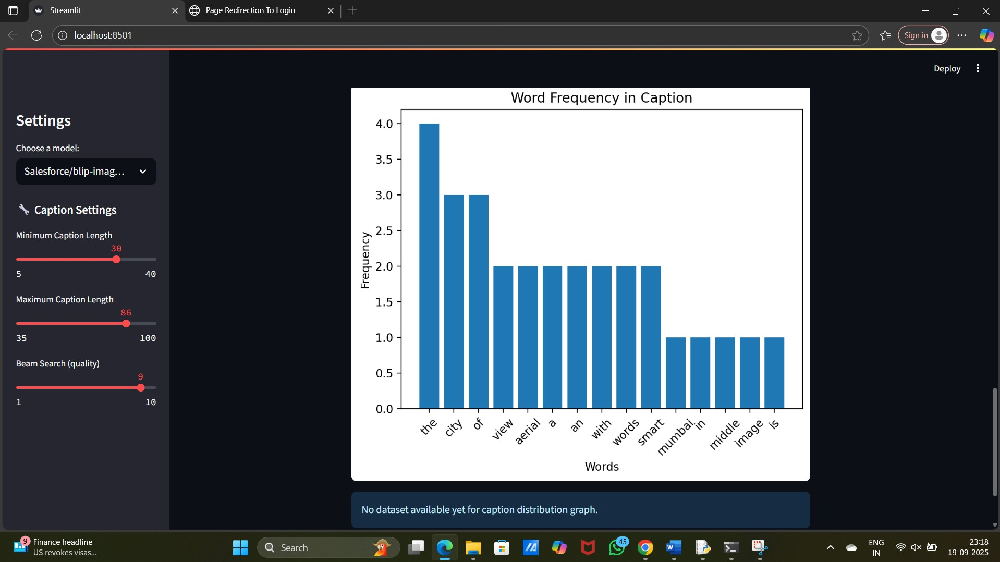 Streamlit
Page Redirection To Login
localhost:8501
Sign in
Deploy
Settings
Choose a model:
Salesforce/blip-imag...
Caption Settings
Minimum Caption Length
30
5 40
Maximum Caption Length
86
35 100
Beam Search (quality)
9
1 10
Word Frequency in Caption
Frequency
4.0
3.5
3.0
2.5
2.0
1.5
1.0
0.5
0.0
the city of view aerial a an with words smart mumbai in middle image is
Words
No dataset available yet for caption distribution graph.
9
Finance headline
US revokes visas...
Search
45
ENG
IN
23:18
19-09-2025